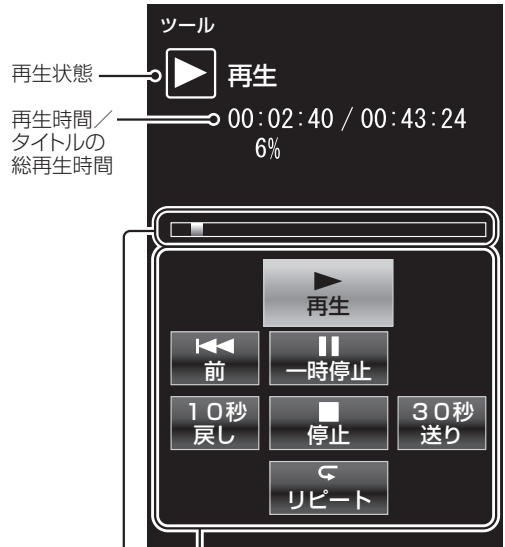 ツール
再生状態
再生
再生時間／
タイトルの
総再生時間
00:02:40 / 00:43:24
6%
再生
前
一時停止
10秒
戻し
停止
30秒
送り
リピート